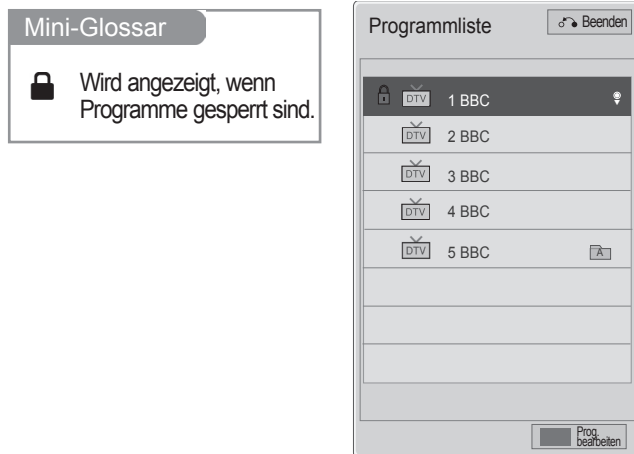 Mini-Glossar
Wird angezeigt, wenn
Programme gesperrt sind.
Programmliste
Beenden
DTV 1 BBC
DTV 2 BBC
DTV 3 BBC
DTV 4 BBC
DTV 5 BBC A
Prog.
bearbeiten